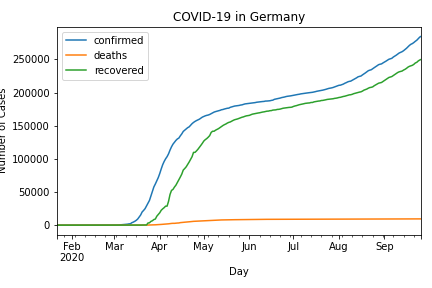 COVID-19 in Germany
confirmed
deaths
recovered
Number of Cases
250000
200000
150000
100000
50000
0
Feb Mar Apr May Jun Jul Aug Sep
2020
Day